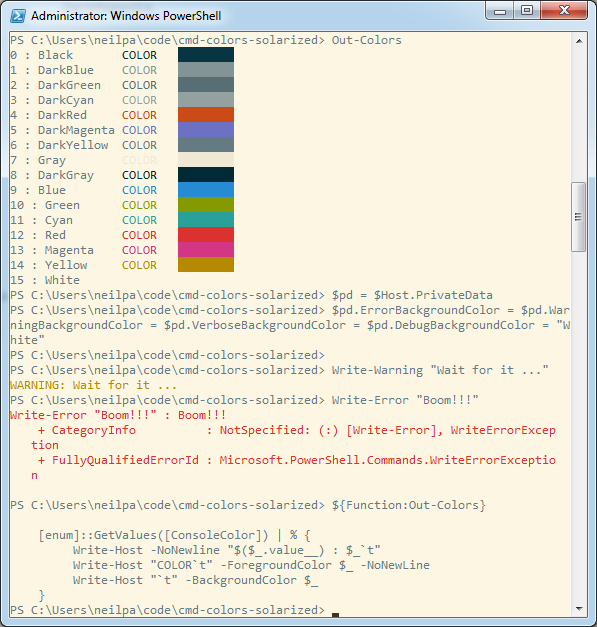 Administrator: Windows PowerShell
PS C:\Users\neilpa\code\cmd-solarized> Out-Colors
0 : Black COLOR
1 : DarkBlue COLOR
2 : DarkGreen COLOR
3 : DarkCyan COLOR
4 : DarkRed COLOR
5 : DarkMagenta COLOR
6 : DarkYellow COLOR
7 : Gray COLOR
8 : DarkGray COLOR
9 : Blue COLOR
10 : Green COLOR
11 : Cyan COLOR
12 : Red COLOR
13 : Magenta COLOR
14 : Yellow COLOR
15 : White
PS C:\Users\neilpa\code\cmd-colors-solarized> $pd = $Host.PrivateData
PS C:\Users\neilpa\code\cmd-colors-solarized> $pd.ErrorBackgroundColor = $pd.War
ningBackgroundColor = $pd.VerboseBackgroundColor = $pd.DebugBackgroundColor = "W
hite"
PS C:\Users\neilpa\code\cmd-colors-solarized>
PS C:\Users\neilpa\code\cmd-colors-solarized> Write-Warning "Wait for it ..."
WARNING: Wait for it ...
PS C:\Users\neilpa\code\cmd-colors-solarized> Write-Error "Boom!!!"
Write-Error "Boom!!!" : Boom!!!
+ CategoryInfo : NotSpecified: (:) [Write-Error], WriteErrorExcep
tion
+ FullyQualifiedErrorId : Microsoft.PowerShell.Commands.WriteErrorExceptio
n
PS C:\Users\neilpa\code\cmd-colors-solarized> ${Function:Out-Colors}
[enum]::GetValues([ConsoleColor]) | % {
Write-Host -NoNewline "$($_.value__) : $_`t"
Write-Host "COLOR`t" -ForegroundColor $_ -NoNewLine
Write-Host "`t" -BackgroundColor $_
}
PS C:\Users\neilpa\code\cmd-colors-solarized>